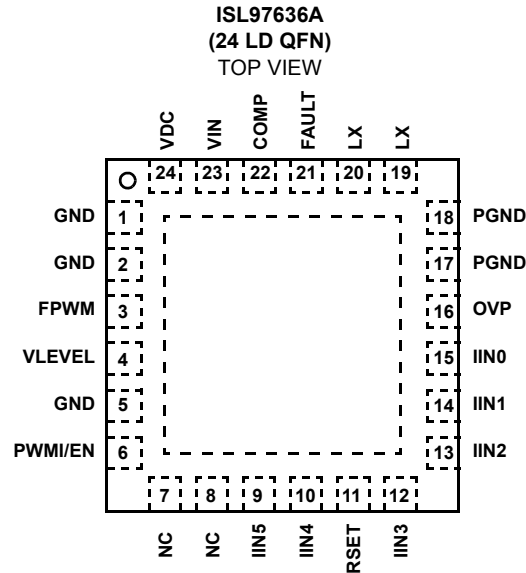 ISL97636A
(24 LD QFN)
TOP VIEW
VDC
VIN
COMP
FAULT
LX
LX
24 23 22 21 20 19
GND 1
GND 2
FPWM 3
VLEVEL 4
GND 5
PWMI/EN 6
18 PGND
17 PGND
16 OVP
15 IIN0
14 IIN1
13 IIN2
7 8 9 10 11 12
NC
NC
IIN5
IIN4
RSET
IIN3